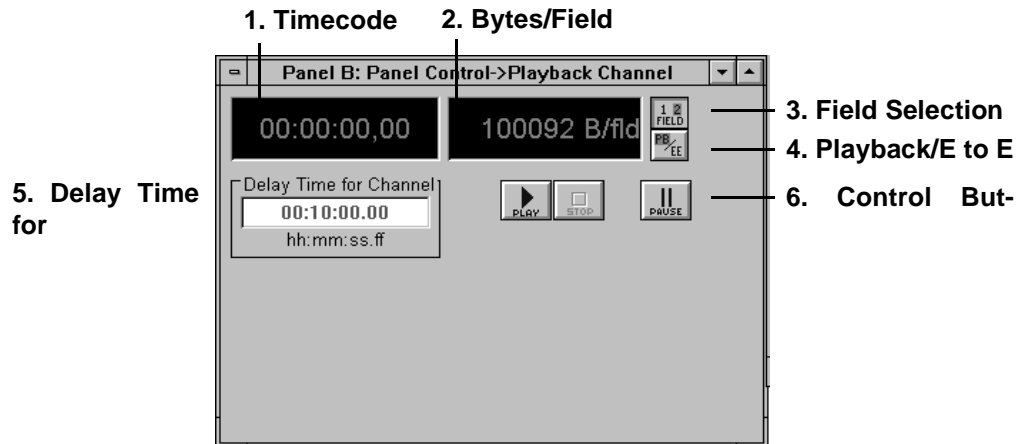 1. Timecode
2. Bytes/Field
Panel B: Panel Control->Playback Channel
00:00:00,00
100092 B/fld
1 2
FIELD
3. Field Selection
PB/EE
4. Playback/E to E
5. Delay Time
for
Delay Time for Channel
00:10:00.00
hh:mm:ss.ff
PLAY
STOP
PAUSE
6. Control But-